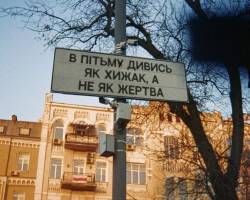 В ПІТЬМУ ДИВИСЬ
ЯК ХИЖАК, А
НЕ ЯК ЖЕРТВА